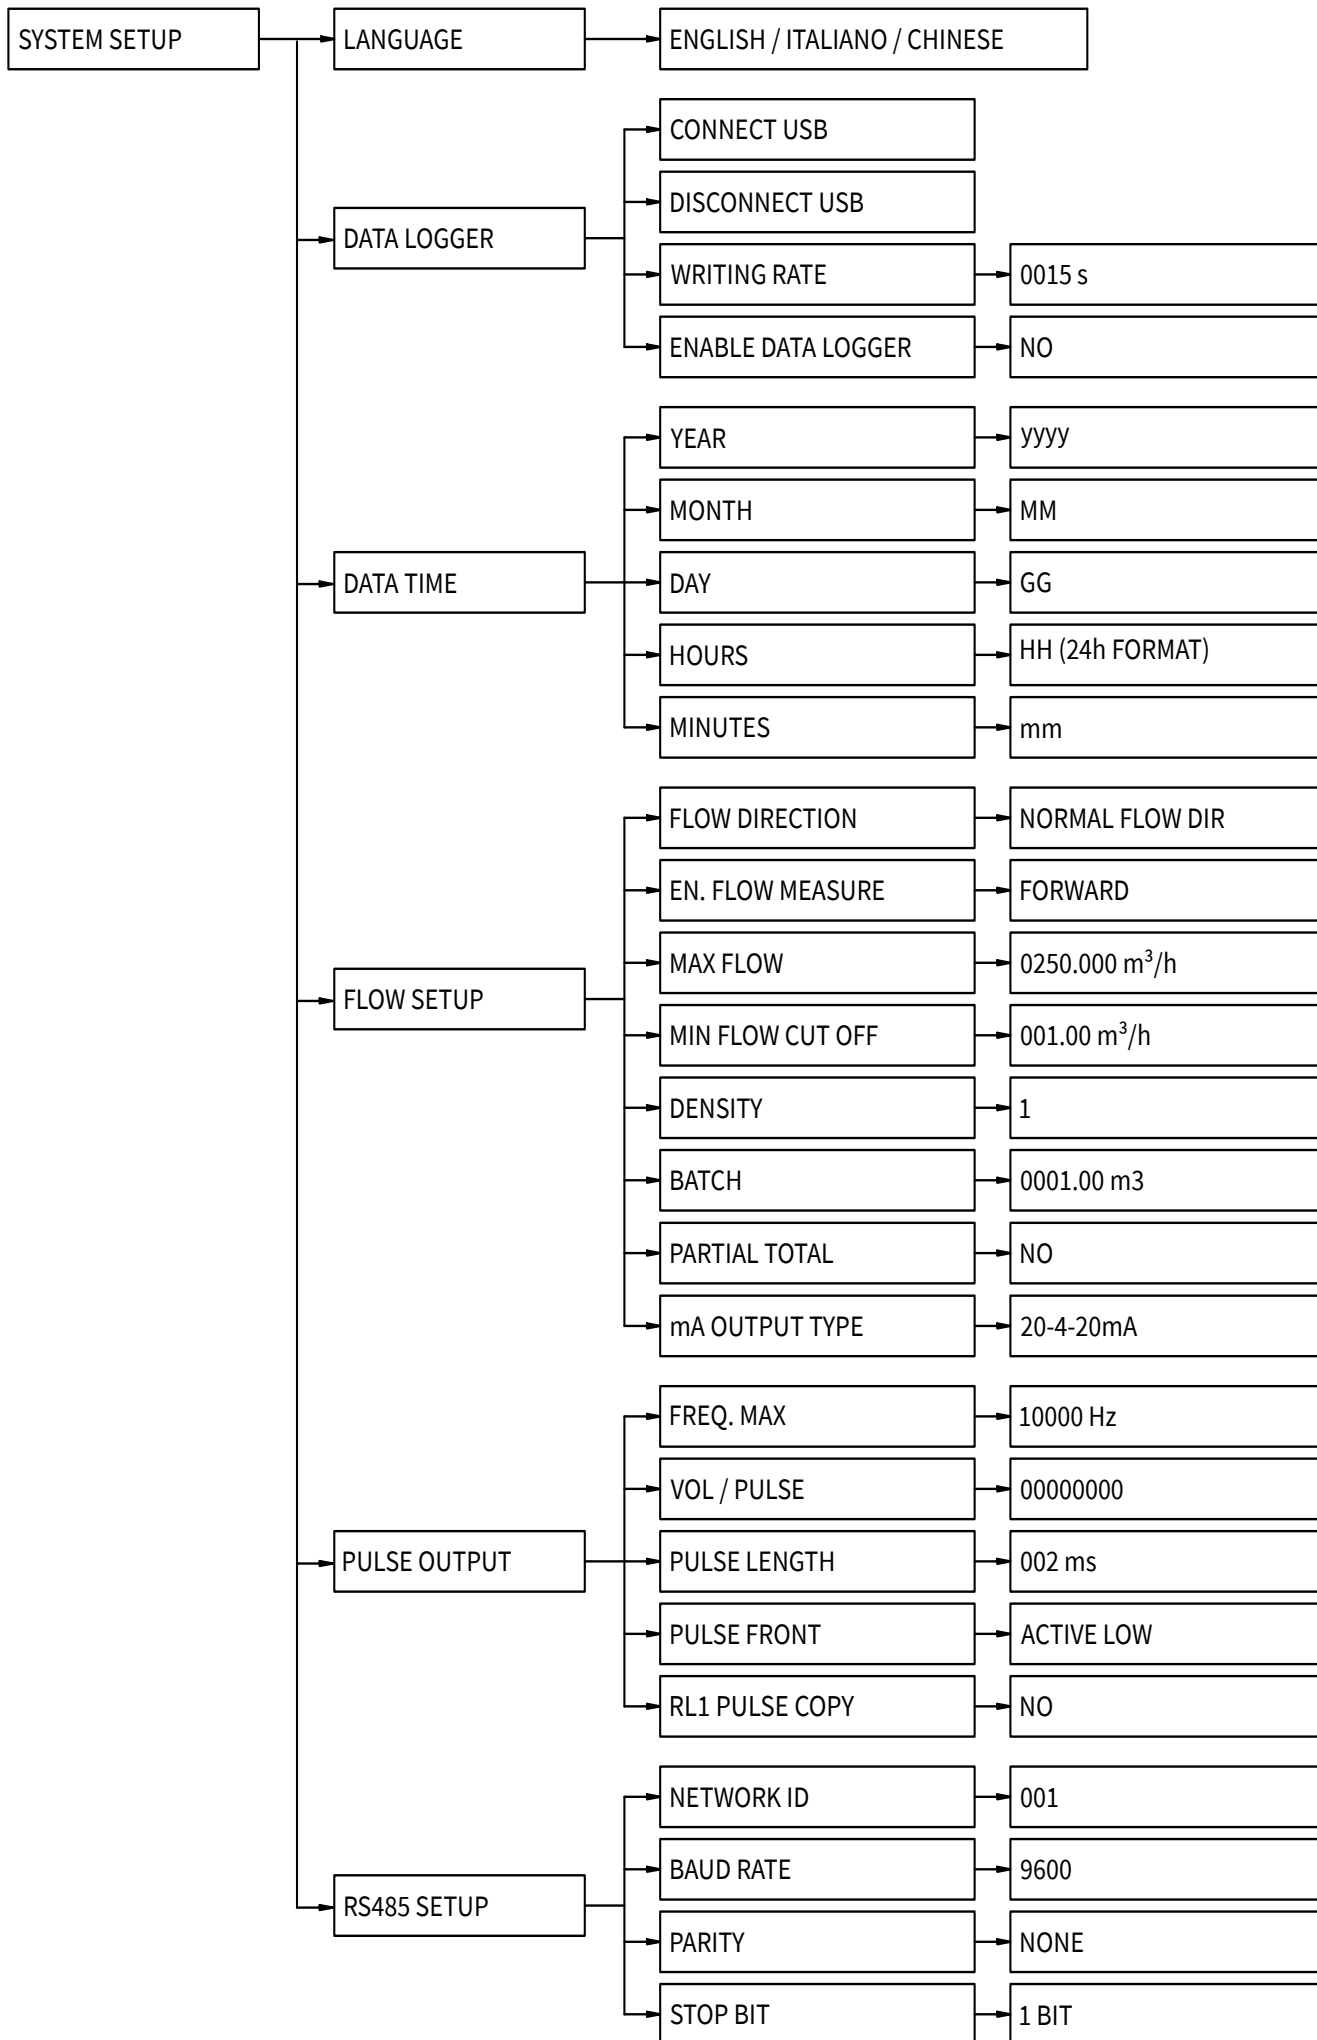 SYSTEM SETUP
LANGUAGE
ENGLISH / ITALIANO / CHINESE
DATA LOGGER
CONNECT USB
DISCONNECT USB
WRITING RATE
0015 s
ENABLE DATA LOGGER
NO
DATA TIME
YEAR
yyyy
MONTH
MM
DAY
GG
HOURS
HH (24h FORMAT)
MINUTES
mm
FLOW SETUP
FLOW DIRECTION
NORMAL FLOW DIR
EN. FLOW MEASURE
FORWARD
MAX FLOW
0250.000 m³/h
MIN FLOW CUT OFF
001.00 m³/h
DENSITY
1
BATCH
0001.00 m3
PARTIAL TOTAL
NO
mA OUTPUT TYPE
20-4-20mA
PULSE OUTPUT
FREQ. MAX
10000 Hz
VOL / PULSE
00000000
PULSE LENGTH
002 ms
PULSE FRONT
ACTIVE LOW
RL1 PULSE COPY
NO
RS485 SETUP
NETWORK ID
001
BAUD RATE
9600
PARITY
NONE
STOP BIT
1 BIT